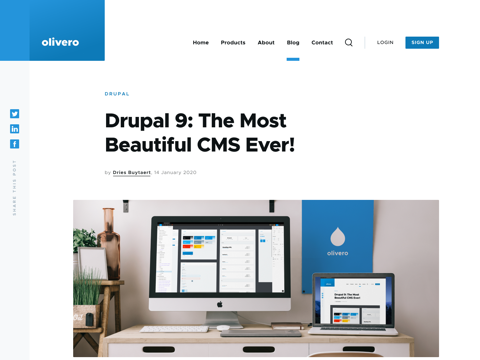 olivero
Home Products About Blog Contact LOGIN SIGN UP
DRUPAL
Drupal 9: The Most
Beautiful CMS Ever!
by Dries Buytaert, 14 January 2020
SHARE THIS POST
olivero
Drupal 9: The Most
Beautiful CMS Ever!